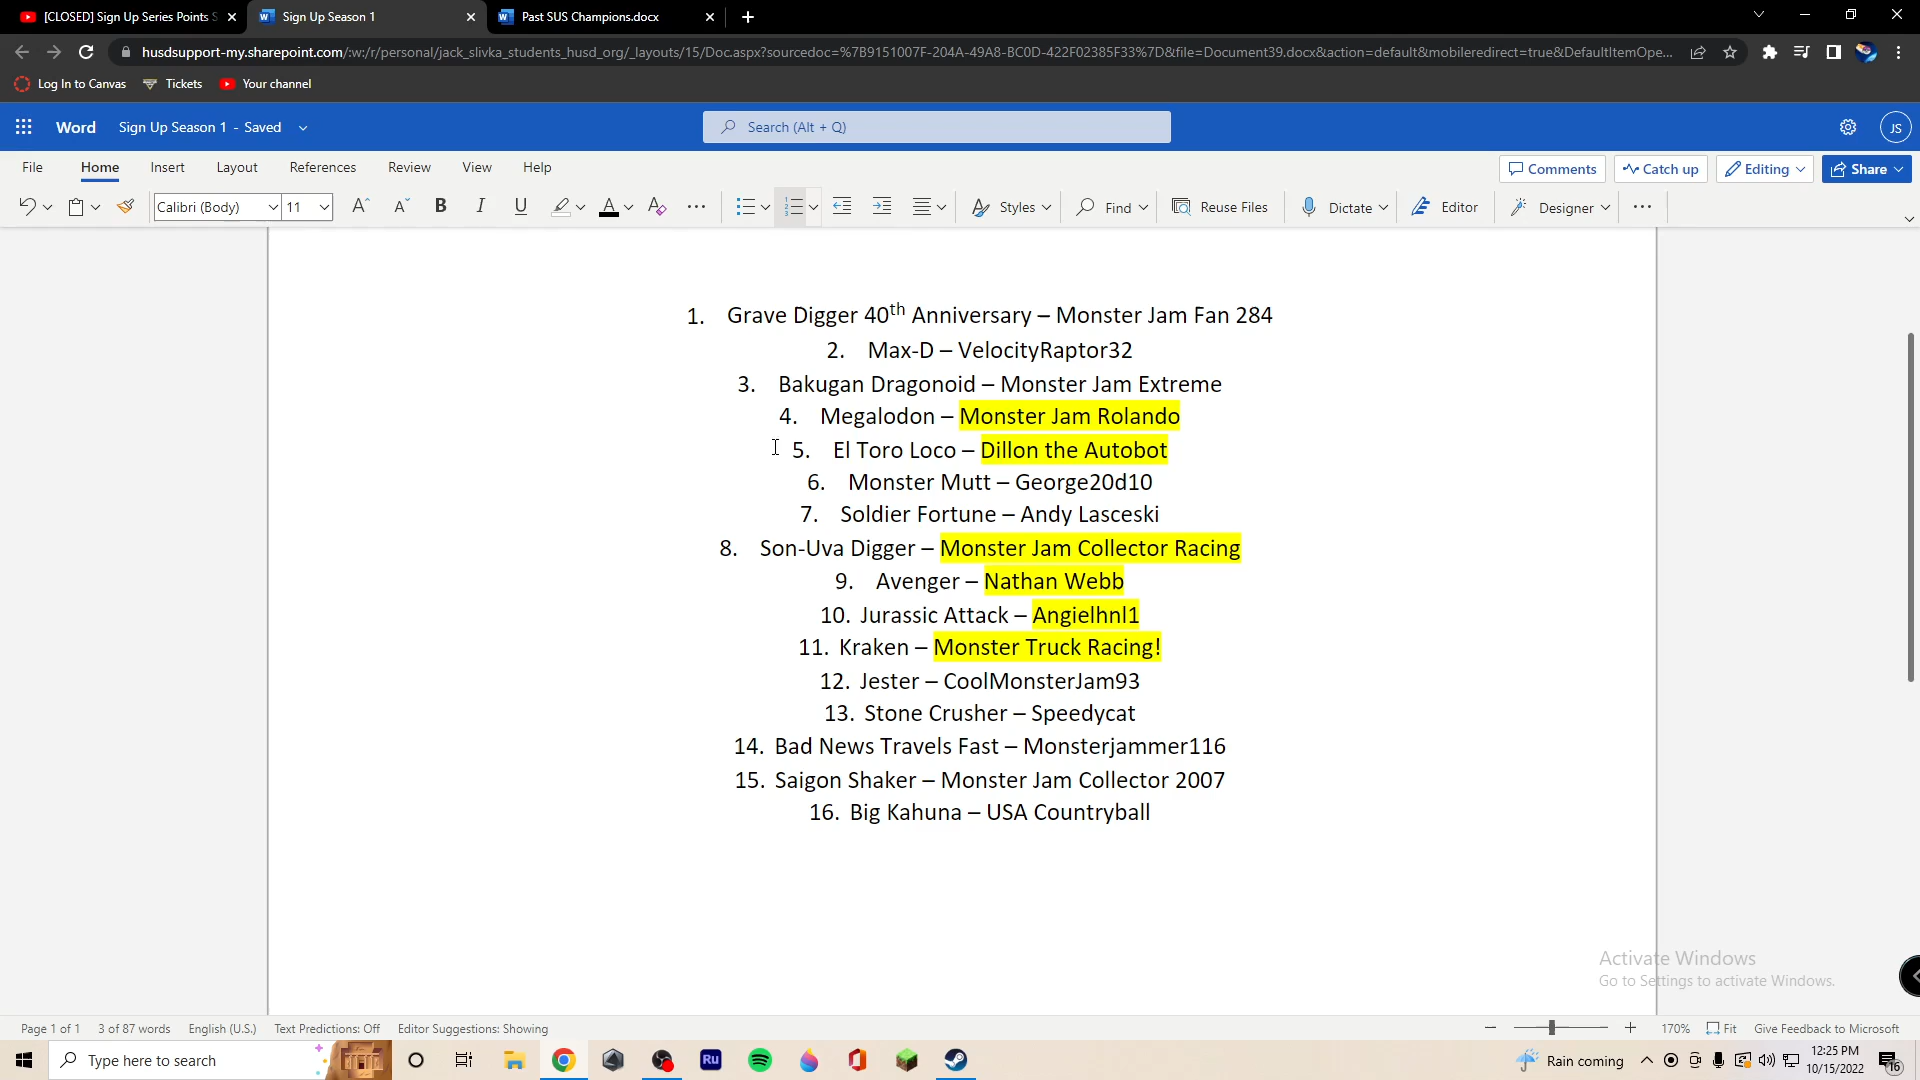 [CLOSED] Sign Up Series Points S
Sign Up Season 1
Past SUS Champions.docx
husdsupport-my.sharepoint.com/:w:/r/personal/jack_slivka_students_husd_org/_layouts/15/Doc.aspx?sourcedoc=%7B9151007F-204A-49A8-BC0D-422F02385F33%7D&file=Document39.docx&action=default&mobileredirect=true&DefaultItemOpe...
Log In to Canvas Tickets Your channel
Word Sign Up Season 1 - Saved Search (Alt + Q) JS
File Home Insert Layout References Review View Help Comments Catch up Editing Share
Calibri (Body) 11 B I U A Styles Find Reuse Files Dictate Editor Designer
1. Grave Digger 40th Anniversary – Monster Jam Fan 284
2. Max-D – VelocityRaptor32
3. Bakugan Dragonoid – Monster Jam Extreme
4. Megalodon – Monster Jam Rolando
5. El Toro Loco – Dillon the Autobot
6. Monster Mutt – George20d10
7. Soldier Fortune – Andy Lasceski
8. Son-Uva Digger – Monster Jam Collector Racing
9. Avenger – Nathan Webb
10. Jurassic Attack – Angielhnl1
11. Kraken – Monster Truck Racing!
12. Jester – CoolMonsterJam93
13. Stone Crusher – Speedycat
14. Bad News Travels Fast – Monsterjammer116
15. Saigon Shaker – Monster Jam Collector 2007
16. Big Kahuna – USA Countryball
Activate Windows
Go to Settings to activate Windows.
Page 1 of 1 3 of 87 words English (U.S.) Text Predictions: Off Editor Suggestions: Showing 170% Fit Give Feedback to Microsoft
Type here to search Ru Rain coming 12:25 PM
10/15/2022 16